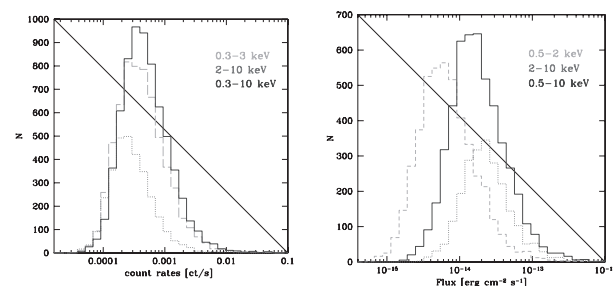 1000
900
800
700
600
500
400
300
200
100
0
N
0.3−3 keV
2−10 keV
0.3−10 keV
0.0001
0.001
0.01
0.1
count rates [ct/s]
700
600
500
400
300
200
100
0
N
0.5−2 keV
2−10 keV
0.5−10 keV
10⁻¹⁵
10⁻¹⁴
10⁻¹³
10⁻¹
Flux [erg cm⁻² s⁻¹]